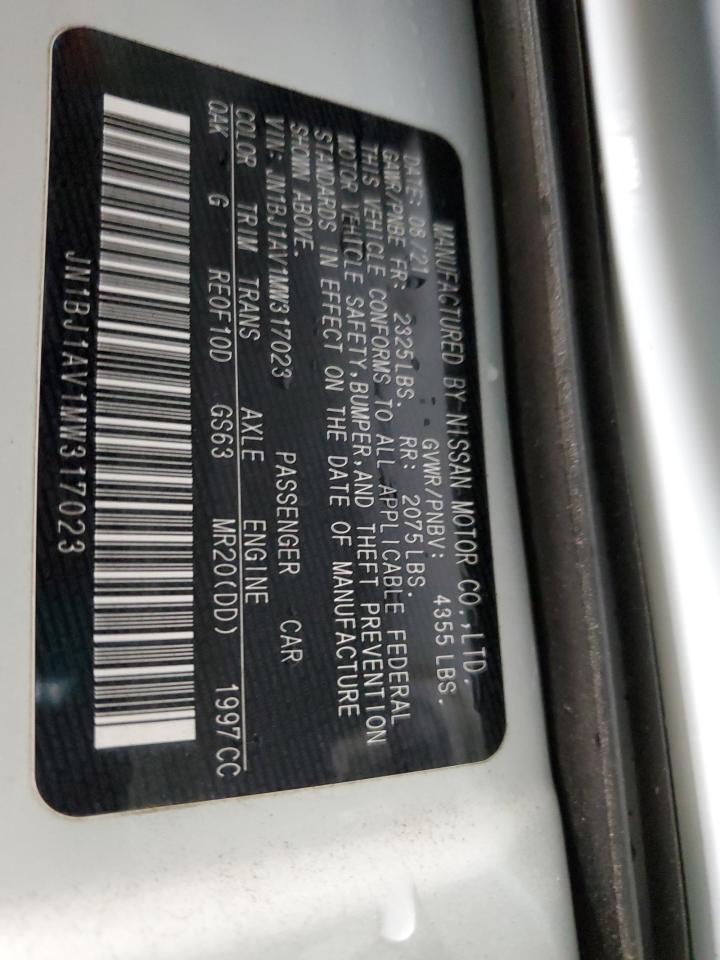 MANUFACTURED BY NISSAN MOTOR CO.,LTD.
DATE: 06/21 GVWR/PNBV: 4355 LBS.
GAWR/PNBE FR: 2325LBS. RR: 2075LBS.
THIS VEHICLE CONFORMS TO ALL APPLICABLE FEDERAL
MOTOR VEHICLE SAFETY,BUMPER,AND THEFT PREVENTION
STANDARDS IN EFFECT ON THE DATE OF MANUFACTURE
SHOWN ABOVE.
VIN: JN1BJ1AV1MW317023 PASSENGER CAR
COLOR TRIM TRANS AXLE ENGINE
QAK G RE0F10D GS63 MR20(DD) 1997CC
JN1BJ1AV1MW317023